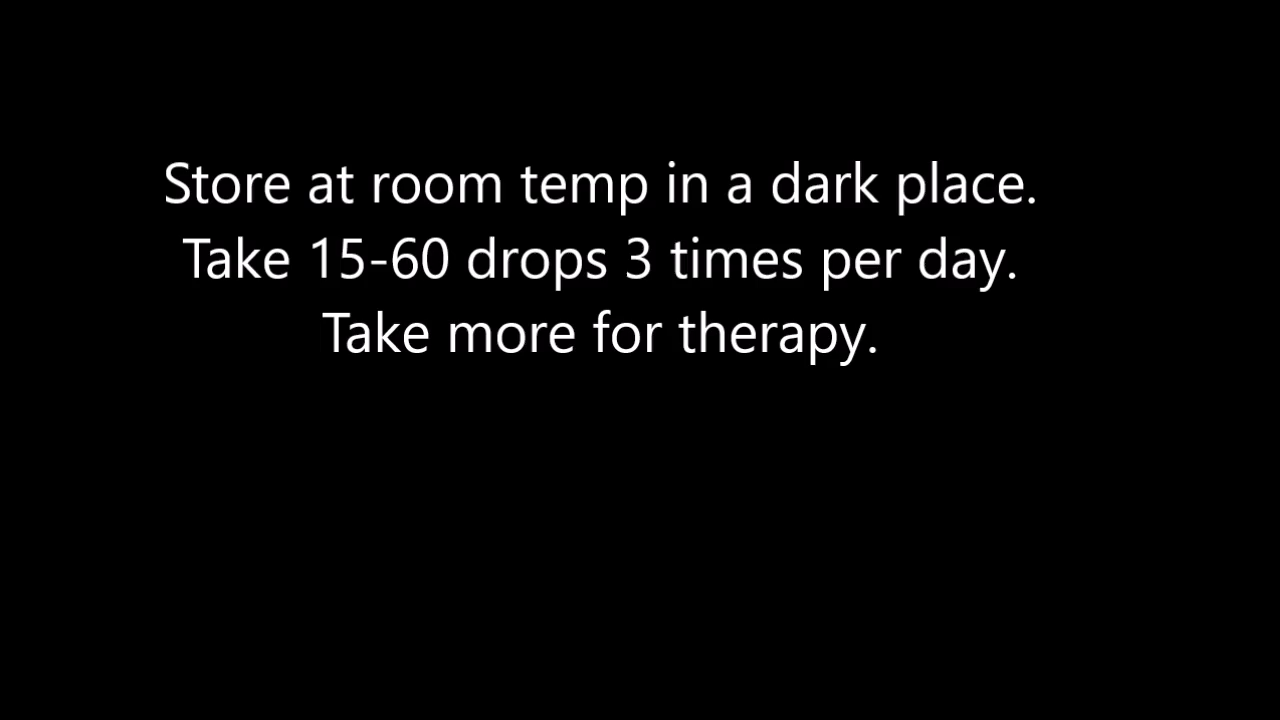 Store at room temp in a dark place.
Take 15-60 drops 3 times per day.
Take more for therapy.